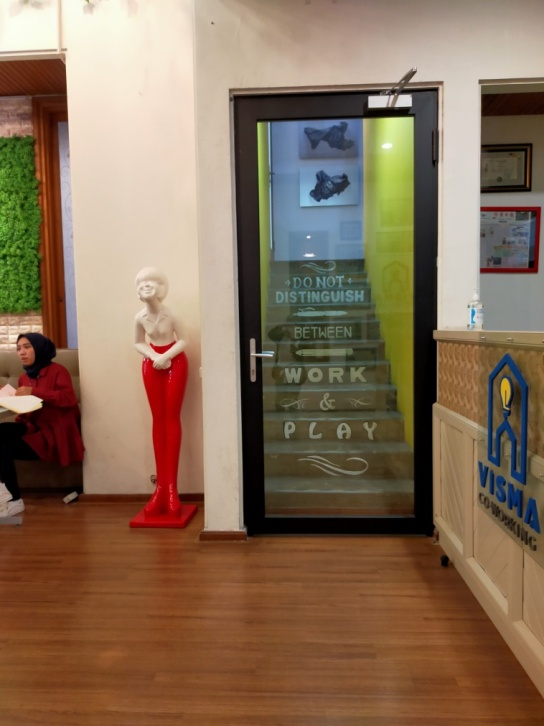 DO NOT
DISTINGUISH
BETWEEN
WORK
&
PLAY
VISMA
COWORKING